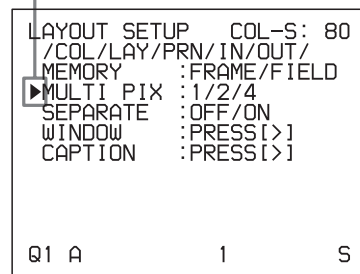 LAYOUT SETUP COL-S: 80
/COL/LAY/PRN/IN/OUT/
MEMORY :FRAME/FIELD
▶MULTI PIX :1/2/4
SEPARATE :OFF/ON
WINDOW :PRESS[>]
CAPTION :PRESS[>]
Q1 A 1 S